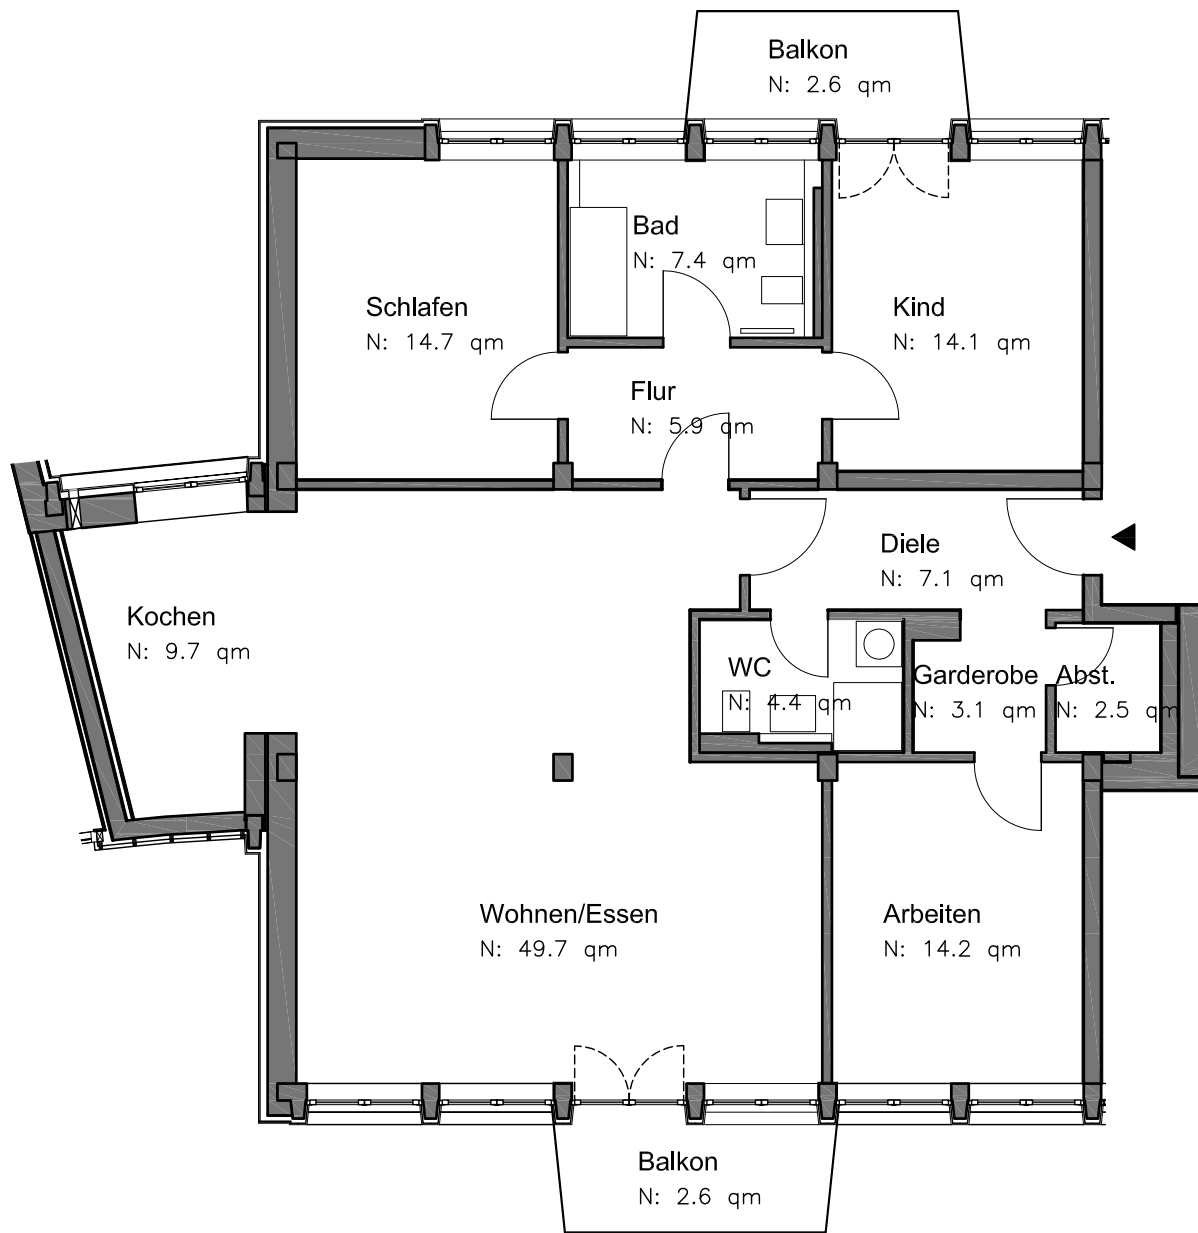 Balkon
N: 2.6 qm
Bad
N: 7.4 qm
Schlafen
N: 14.7 qm
Kind
N: 14.1 qm
Flur
N: 5.9 qm
Diele
N: 7.1 qm
Kochen
N: 9.7 qm
WC
N: 4.4 qm
Garderobe
N: 3.1 qm
Abst.
N: 2.5 qm
Wohnen/Essen
N: 49.7 qm
Arbeiten
N: 14.2 qm
Balkon
N: 2.6 qm